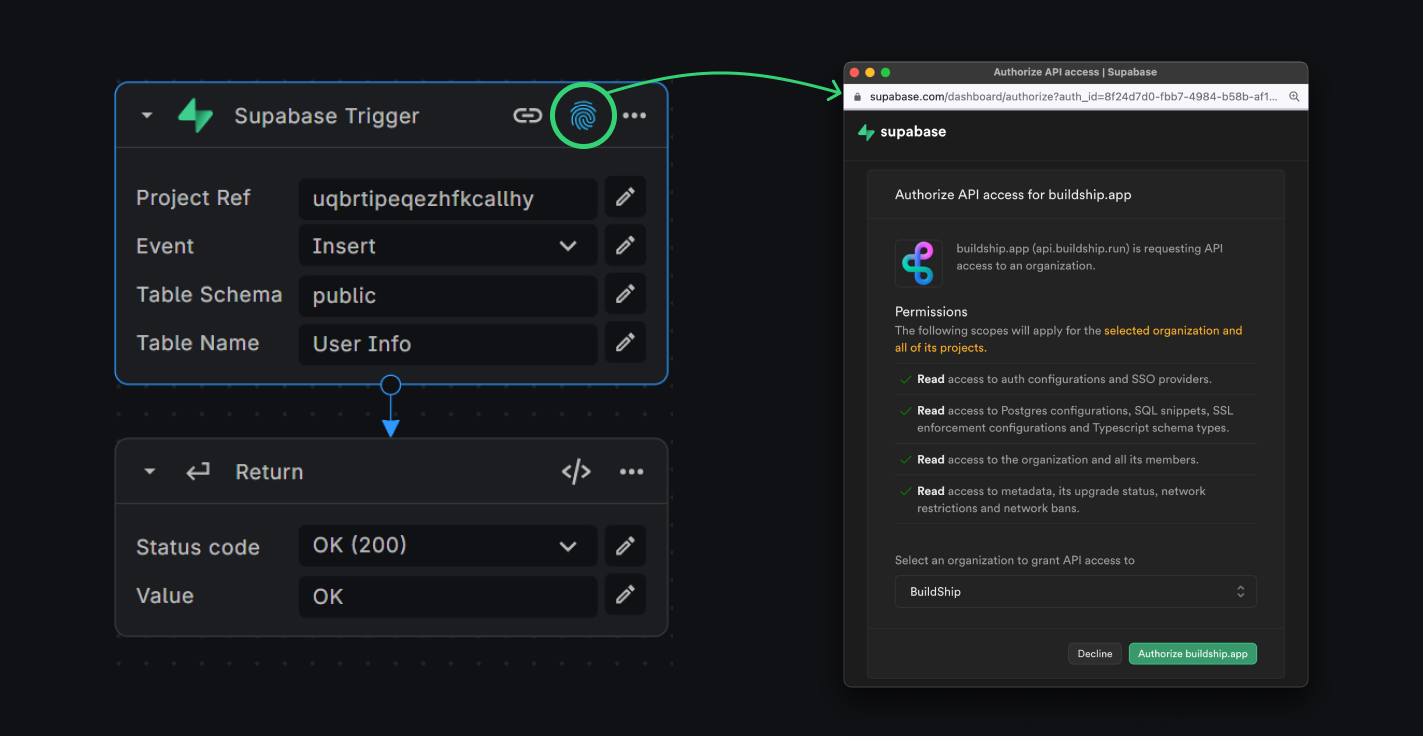 Supabase Trigger
Project Ref
uqbrtipeqezhfkcallhy
Event
Insert
Table Schema
public
Table Name
User Info
Return
Status code
OK (200)
Value
OK
Authorize API access | Supabase
supabase.com/dashboard/authorize?auth_id=8f24d7d0-fbb7-4984-b58b-af1...
supabase
Authorize API access for buildship.app
buildship.app (api.buildship.run) is requesting API
access to an organization.
Permissions
The following scopes will apply for the selected organization and
all of its projects.
Read access to auth configurations and SSO providers.
Read access to Postgres configurations, SQL snippets, SSL
enforcement configurations and Typescript schema types.
Read access to the organization and all its members.
Read access to metadata, its upgrade status, network
restrictions and network bans.
Select an organization to grant API access to
BuildShip
Decline
Authorize buildship.app